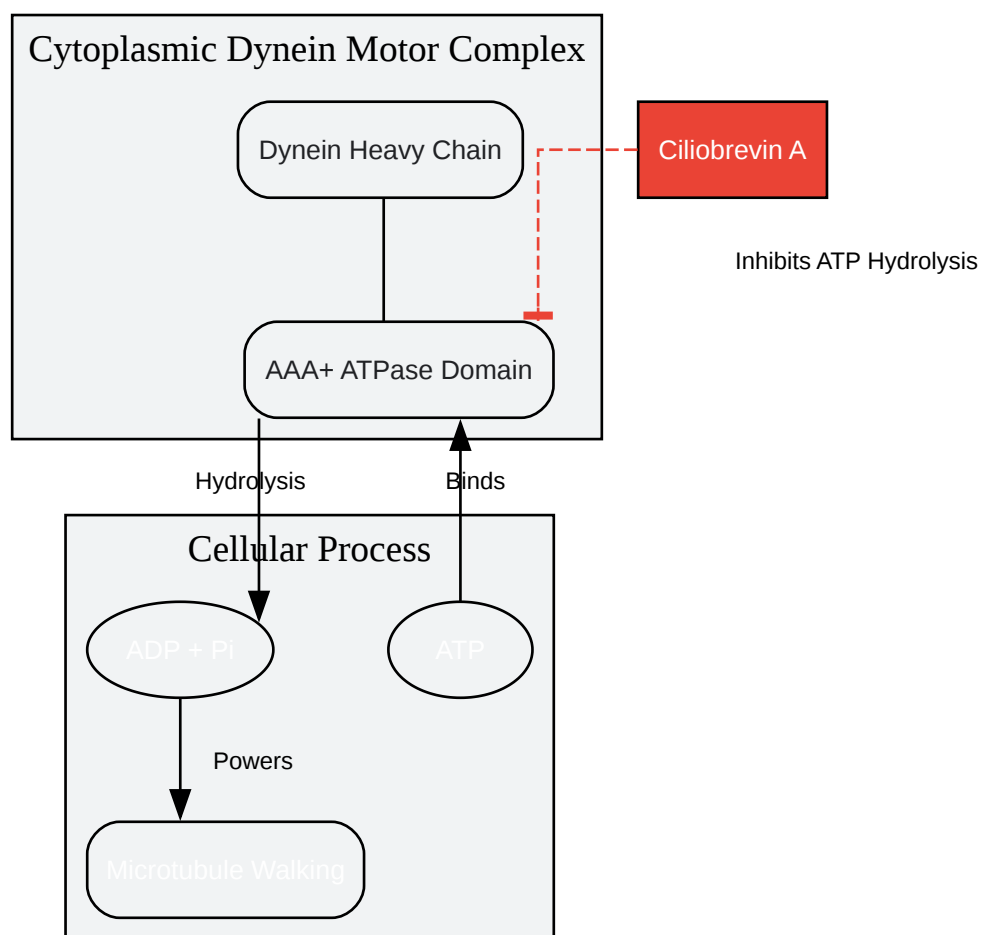 Cytoplasmic Dynein Motor Complex
Dynein Heavy Chain
Ciliobrevin A
Inhibits ATP Hydrolysis
AAA+ ATPase Domain
Hydrolysis
Binds
Cellular Process
ADP + Pi
ATP
Powers
Microtubule Walking